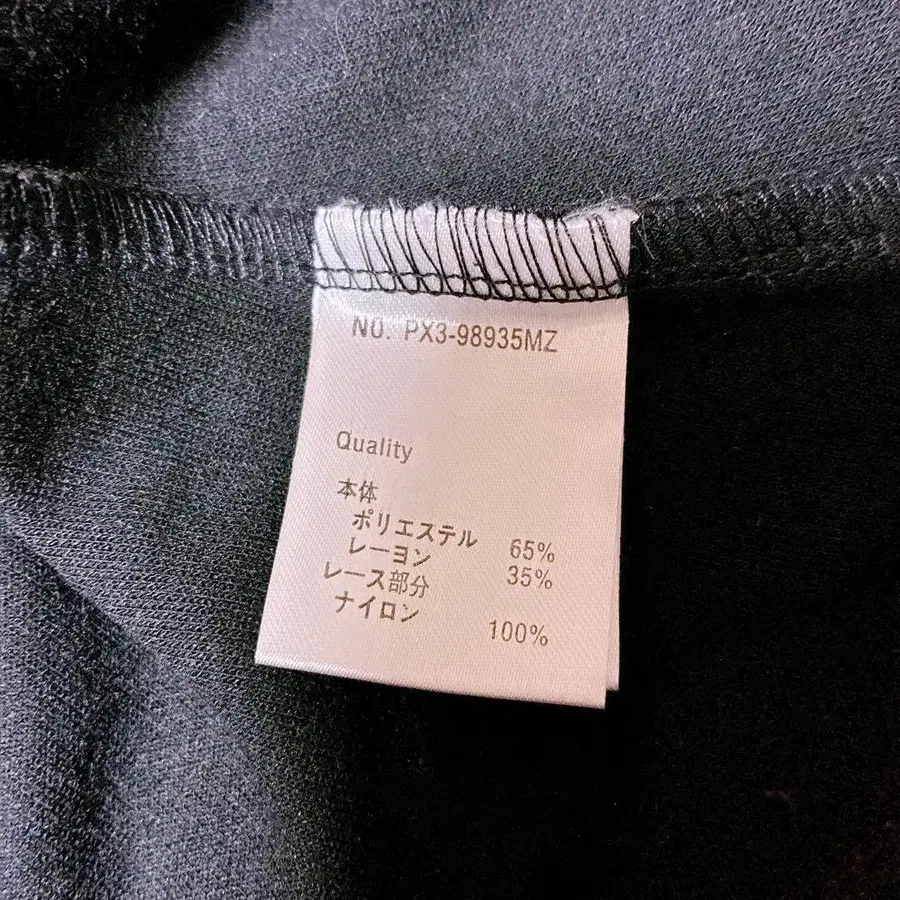 NO. PX3-98935MZ
Quality
本体
ポリエステル 65%
レーヨン 35%
レース部分
ナイロン 100%